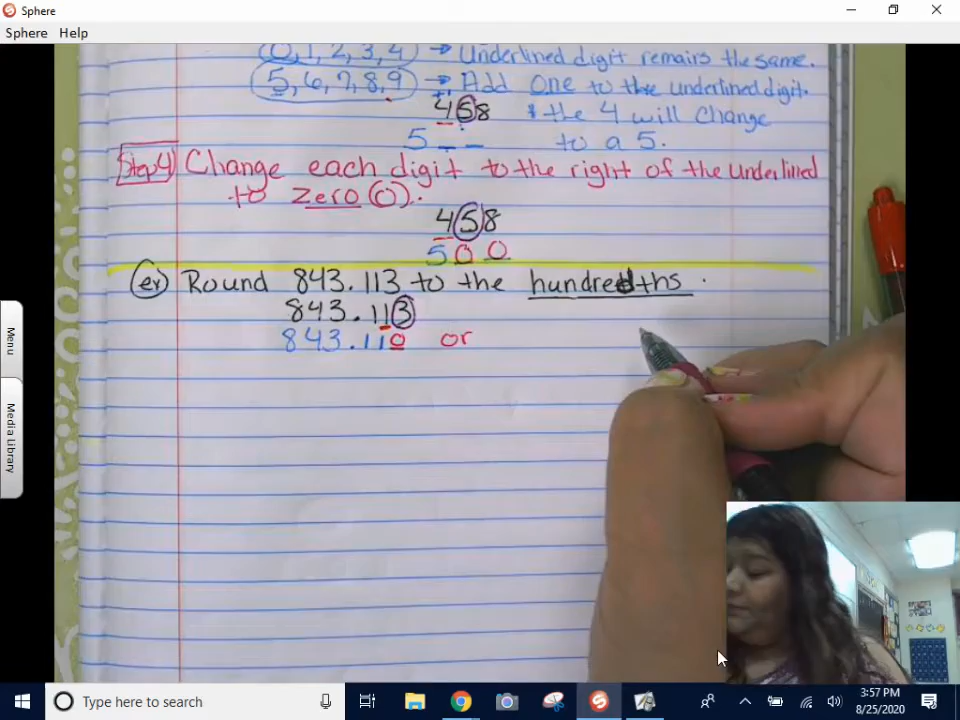 Sphere
Sphere Help
(0,1,2,3,4) → Underlined digit remains the same.
(5,6,7,8,9) → Add One to the underlined digit.
458 & the 4 will change
5 _ _ to a 5.
Step 4 Change each digit to the right of the underlined
to zero (0).
458
500
ex Round 843.113 to the hundredths.
843.113
843.110 or
Menu
Media Library
Type here to search
3:57 PM
8/25/2020